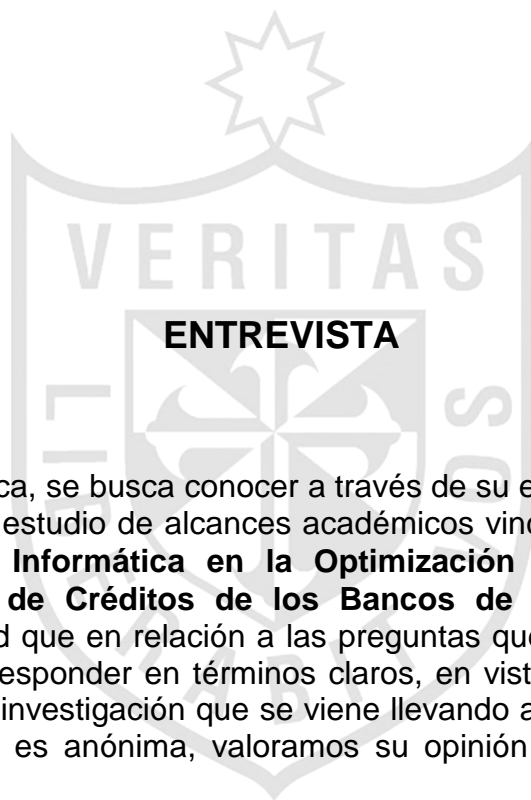 VERITAS
ENTREVISTA
LIBERABIT VOS
ca, se busca conocer a través de su e
estudio de alcances académicos vinc
Informática en la Optimización
de Créditos de los Bancos de
d que en relación a las preguntas que
esponder en términos claros, en vist
investigación que se viene llevando a
es anónima, valoramos su opinión